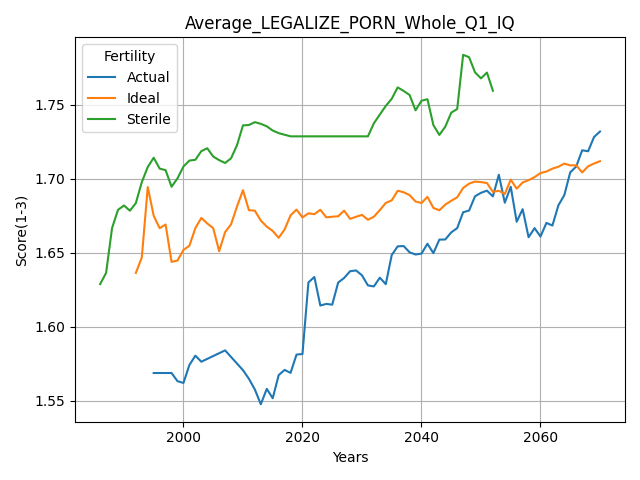 Average_LEGALIZE_PORN_Whole_Q1_IQ
Fertility
Actual
Ideal
Sterile
Score(1-3)
1.75
1.70
1.65
1.60
1.55
2000 2020 2040 2060
Years